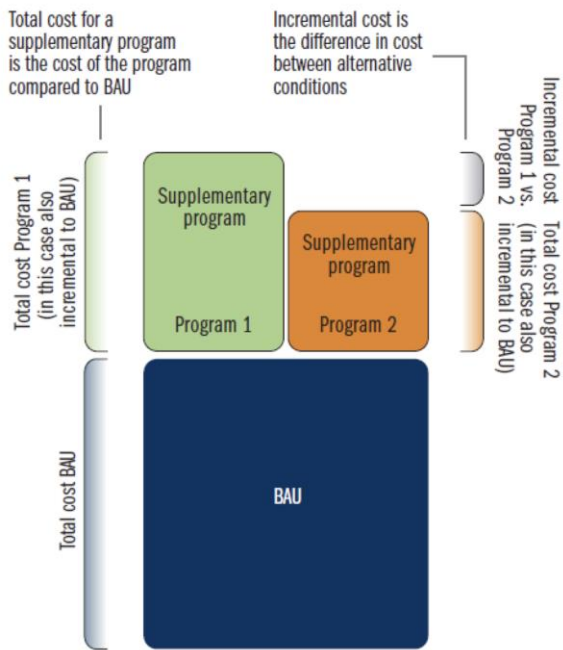 Total cost for a
supplementary program
is the cost of the program
compared to BAU
Incremental cost is
the difference in cost
between alternative
conditions
Total cost Program 1
(in this case also
incremental to BAU)
Supplementary
program
Program 1
Supplementary
program
Program 2
Incremental cost
Program 1 vs.
Program 2
Total cost Program 2
(in this case also
incremental to BAU)
Total cost BAU
BAU